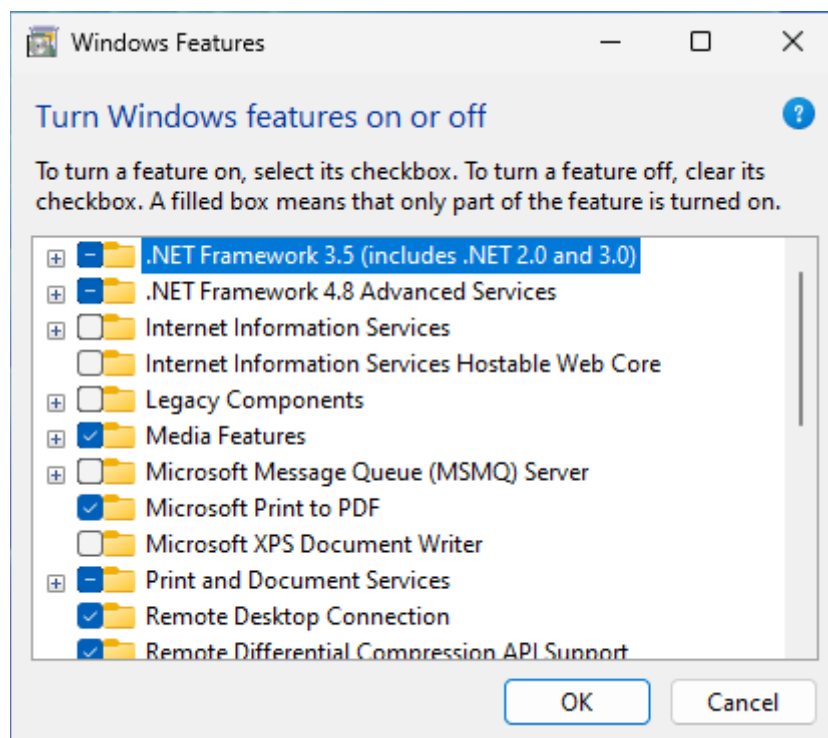 Windows Features
Turn Windows features on or off
?
To turn a feature on, select its checkbox. To turn a feature off, clear its
checkbox. A filled box means that only part of the feature is turned on.
.NET Framework 3.5 (includes .NET 2.0 and 3.0)
.NET Framework 4.8 Advanced Services
Internet Information Services
Internet Information Services Hostable Web Core
Legacy Components
Media Features
Microsoft Message Queue (MSMQ) Server
Microsoft Print to PDF
Microsoft XPS Document Writer
Print and Document Services
Remote Desktop Connection
Remote Differential Compression API Support
OK Cancel